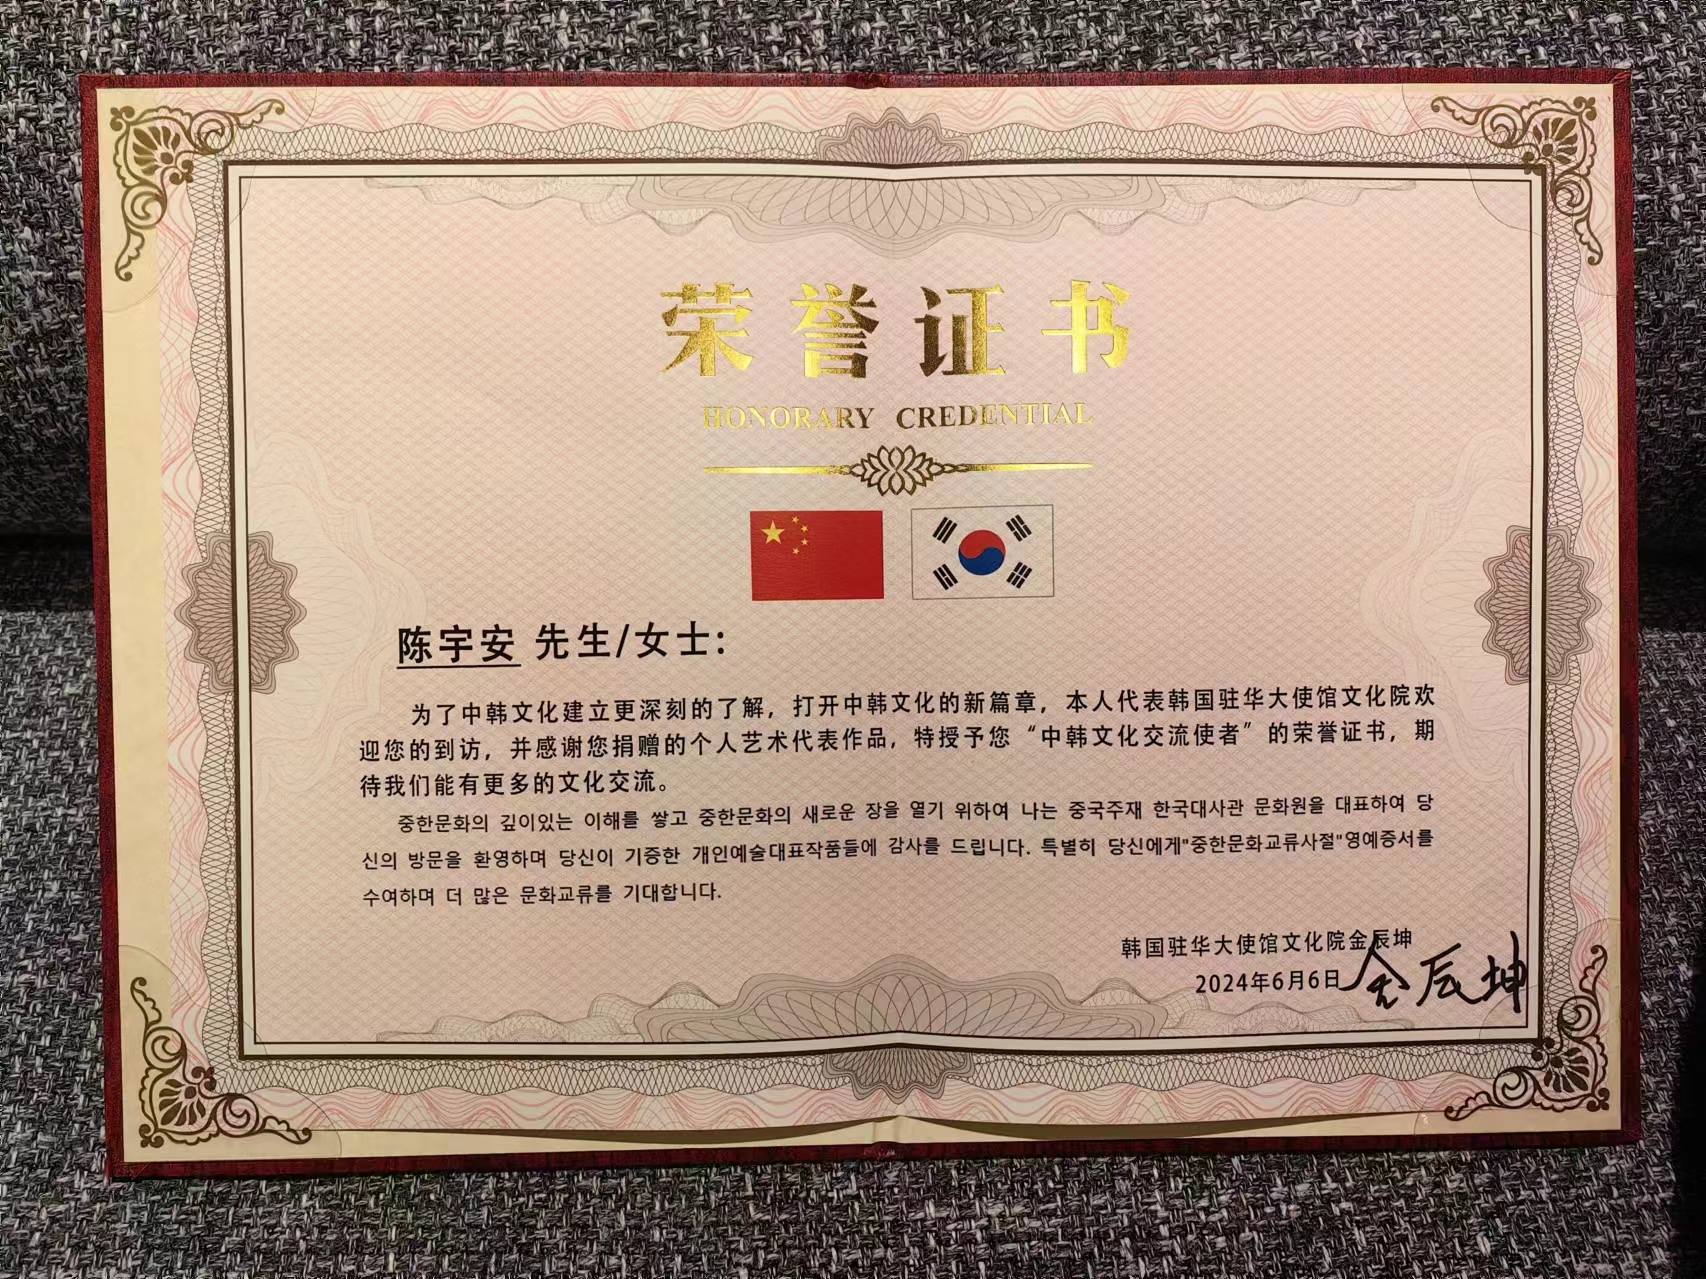 荣誉证书
HONORARY CREDENTIAL
陈宇安 先生/女士：
为了中韩文化建立更深刻的了解，打开中韩文化的新篇章，本人代表韩国驻华大使馆文化院欢
迎您的到访，并感谢您捐赠的个人艺术代表作品，特授予您“中韩文化交流使者”的荣誉证书，期
待我们能有更多的文化交流。
중한문화의 깊이있는 이해를 쌓고 중한문화의 새로운 장을 열기 위하여 나는 중국주재 한국대사관 문화원을 대표하여 당
신의 방문을 환영하며 당신이 기증한 개인예술대표작품들에 감사를 드립니다. 특별히 당신에게"중한문화교류사절"영예증서를
수여하며 더 많은 문화교류를 기대합니다.
韩国驻华大使馆文化院金辰坤
2024年6月6日 金辰坤